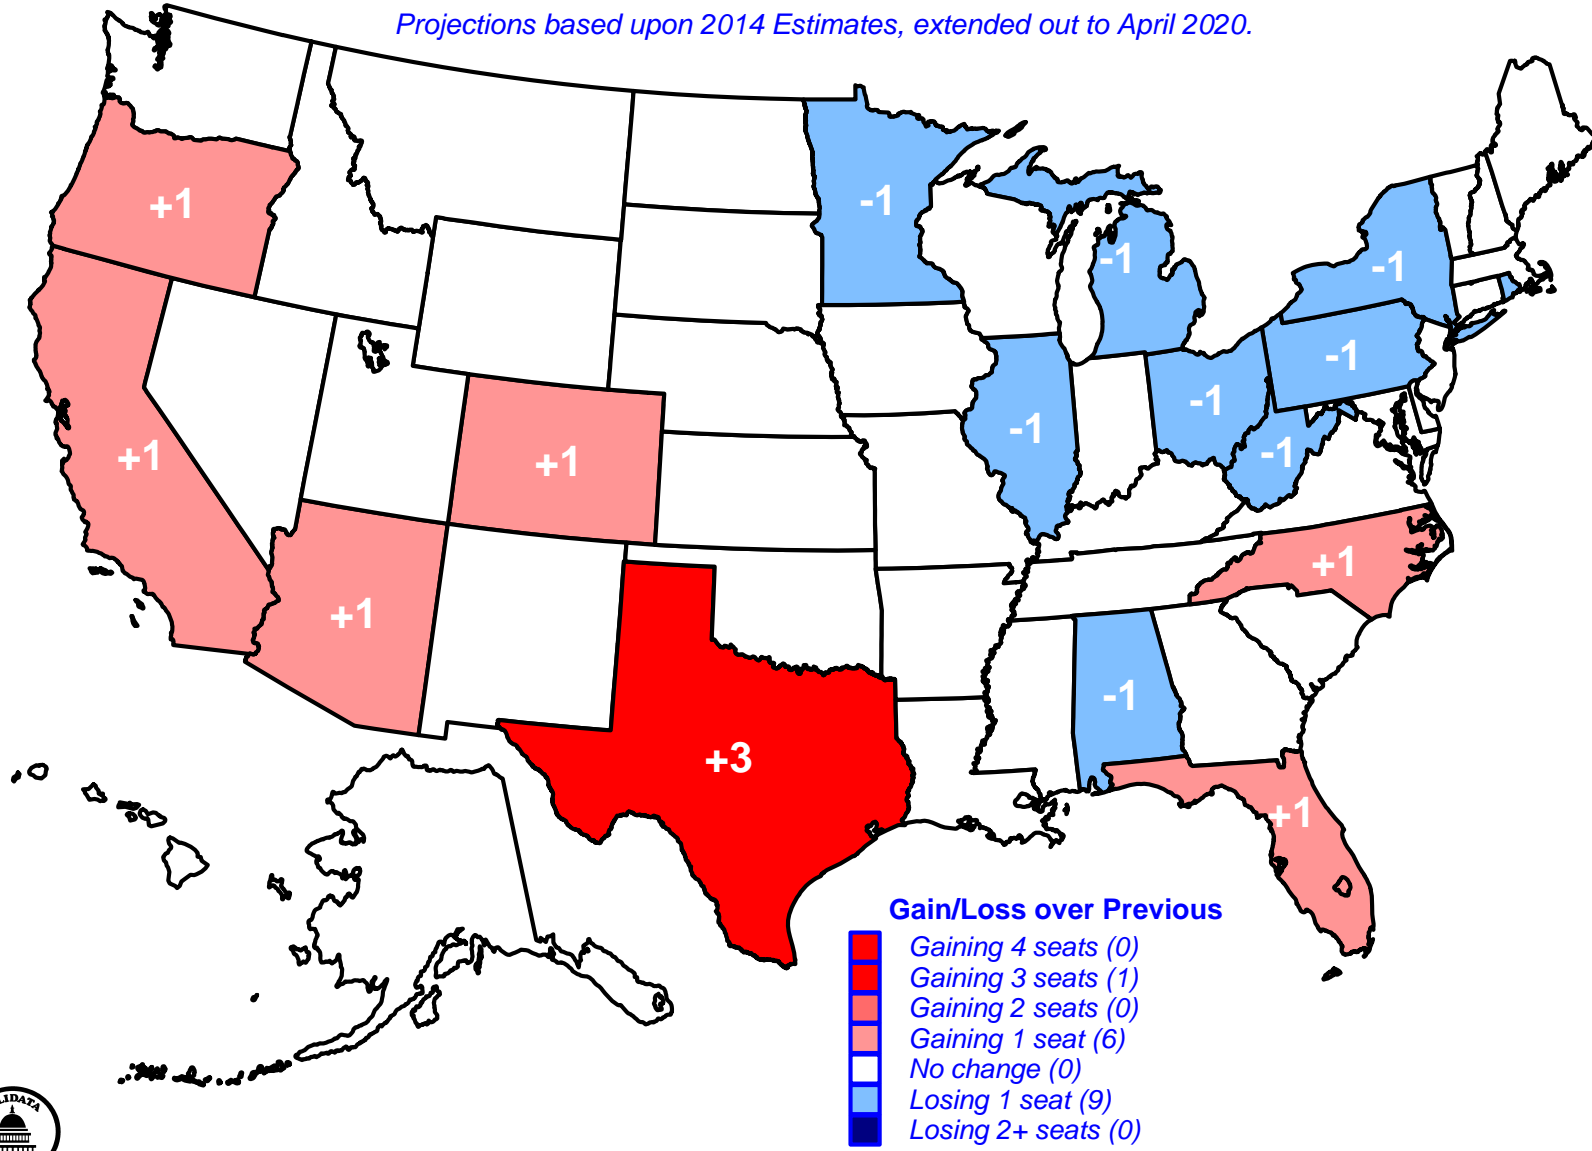 Projections based upon 2014 Estimates, extended out to April 2020.
+1
-1
-1
-1
-1
-1
-1
-1
+1
+1
+1
+1
+1
-1
+3
+1
Gain/Loss over Previous
Gaining 4 seats (0)
Gaining 3 seats (1)
Gaining 2 seats (0)
Gaining 1 seat (6)
No change (0)
Losing 1 seat (9)
Losing 2+ seats (0)
LIDATA